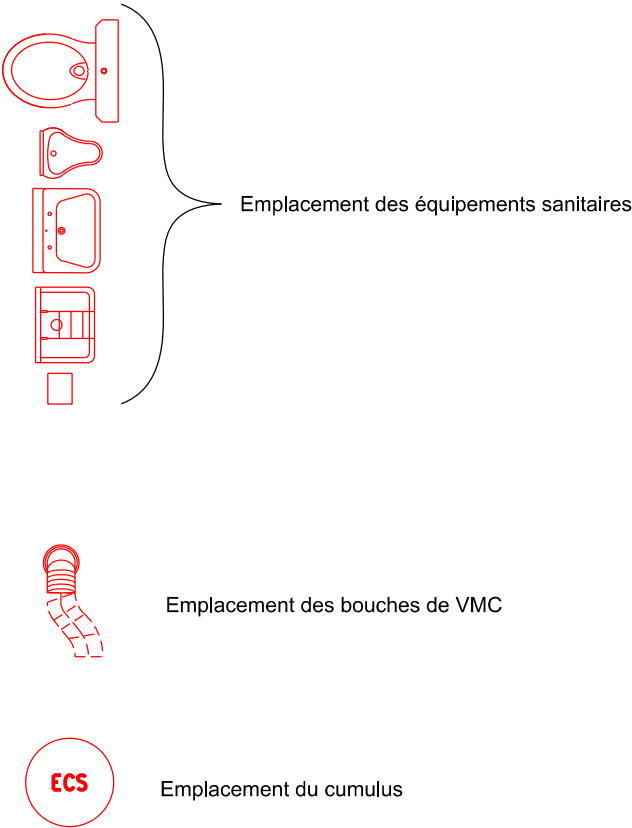 Emplacement des équipements sanitaires
Emplacement des bouches de VMC
ECS
Emplacement du cumulus